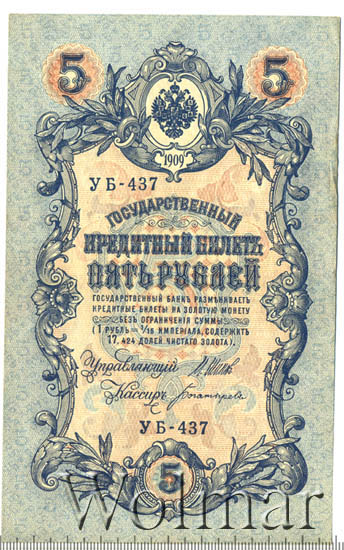 5 5
1909
УБ-437
ГОСУДАРСТВЕННЫЙ
КРЕДИТНЫЙ БИЛЕТЪ
ПЯТЬ РУБЛЕЙ
ГОСУДАРСТВЕННЫЙ БАНКЪ РАЗМѢНИВАЕТЪ
КРЕДИТНЫЕ БИЛЕТЫ НА ЗОЛОТУЮ МОНЕТУ
БЕЗЪ ОГРАНИЧЕНІЯ СУММЫ
(1 РУБЛЬ = 1/15 ИМПЕРІАЛА, СОДЕРЖИТЪ
17,424 ДОЛЕЙ ЧИСТАГО ЗОЛОТА).
Управляющій
Кассиръ
УБ-437
5
Wolmar